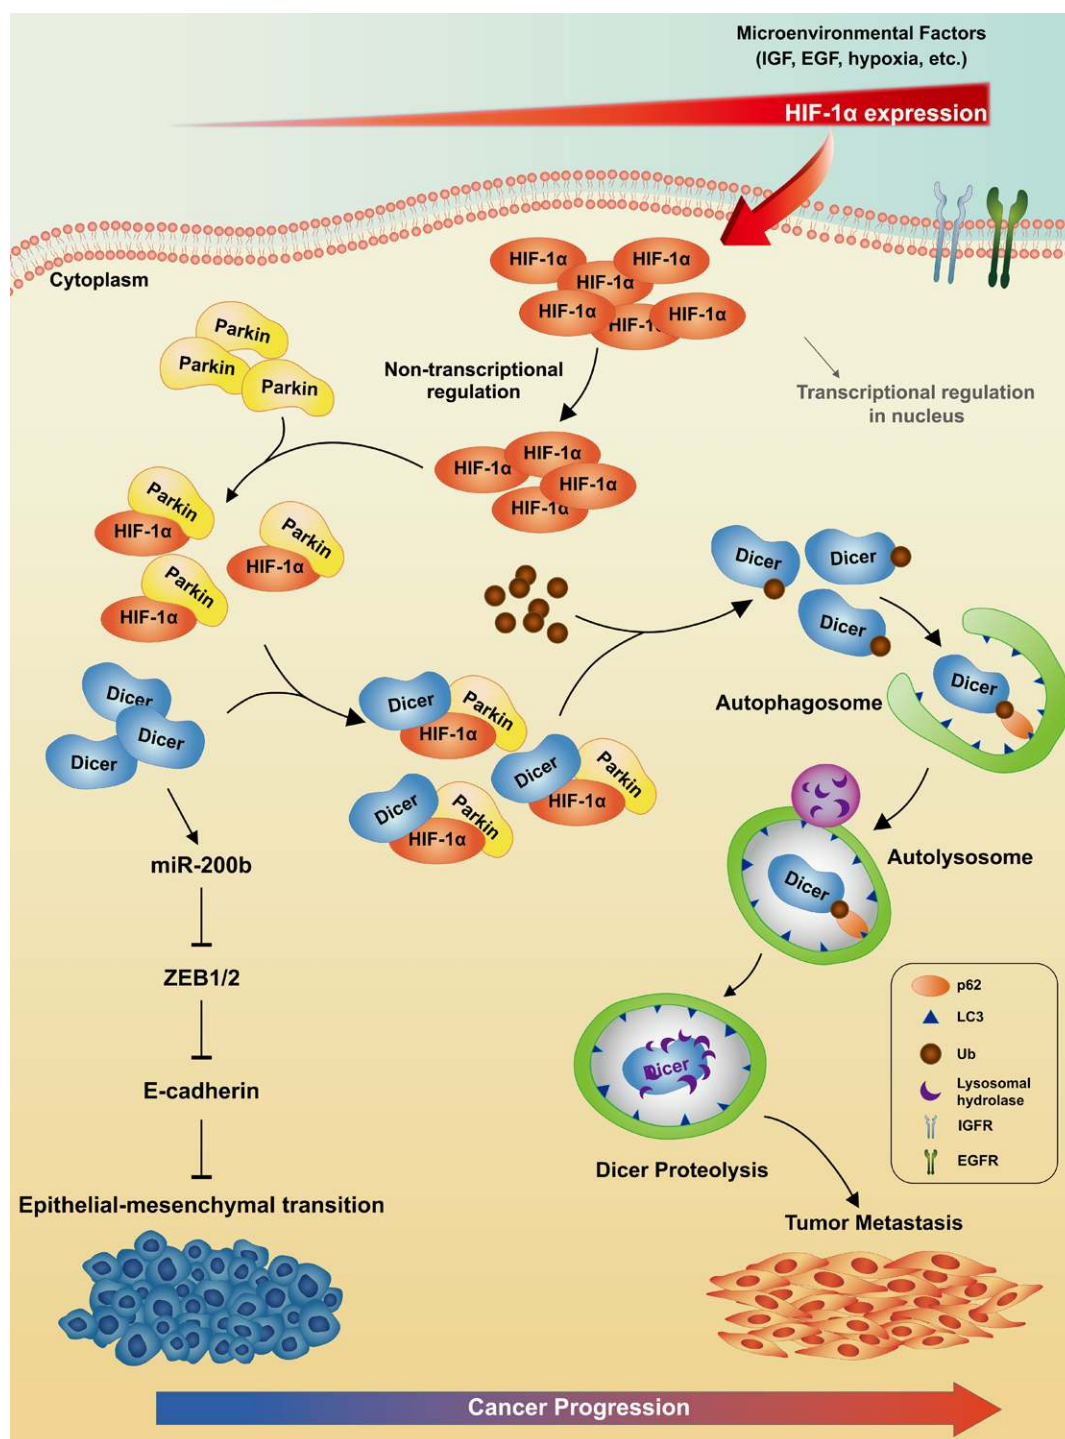 Microenvironmental Factors
(IGF, EGF, hypoxia, etc.)
HIF-1α expression
Cytoplasm
HIF-1α
HIF-1α
HIF-1α
HIF-1α
HIF-1α
HIF-1α
Parkin
Parkin
Parkin
Non-transcriptional
regulation
Transcriptional regulation
in nucleus
HIF-1α
HIF-1α
HIF-1α
HIF-1α
Parkin
HIF-1α
Parkin
HIF-1α
Parkin
HIF-1α
Dicer
Dicer
Dicer
Dicer
Dicer
Dicer
Dicer
Parkin
HIF-1α
Dicer
Parkin
HIF-1α
Dicer
Parkin
HIF-1α
Dicer
Autophagosome
Autolysosome
Dicer
miR-200b
ZEB1/2
E-cadherin
Epithelial-mesenchymal transition
Dicer
Dicer Proteolysis
p62
LC3
Ub
Lysosomal
hydrolase
IGFR
EGFR
Tumor Metastasis
Cancer Progression